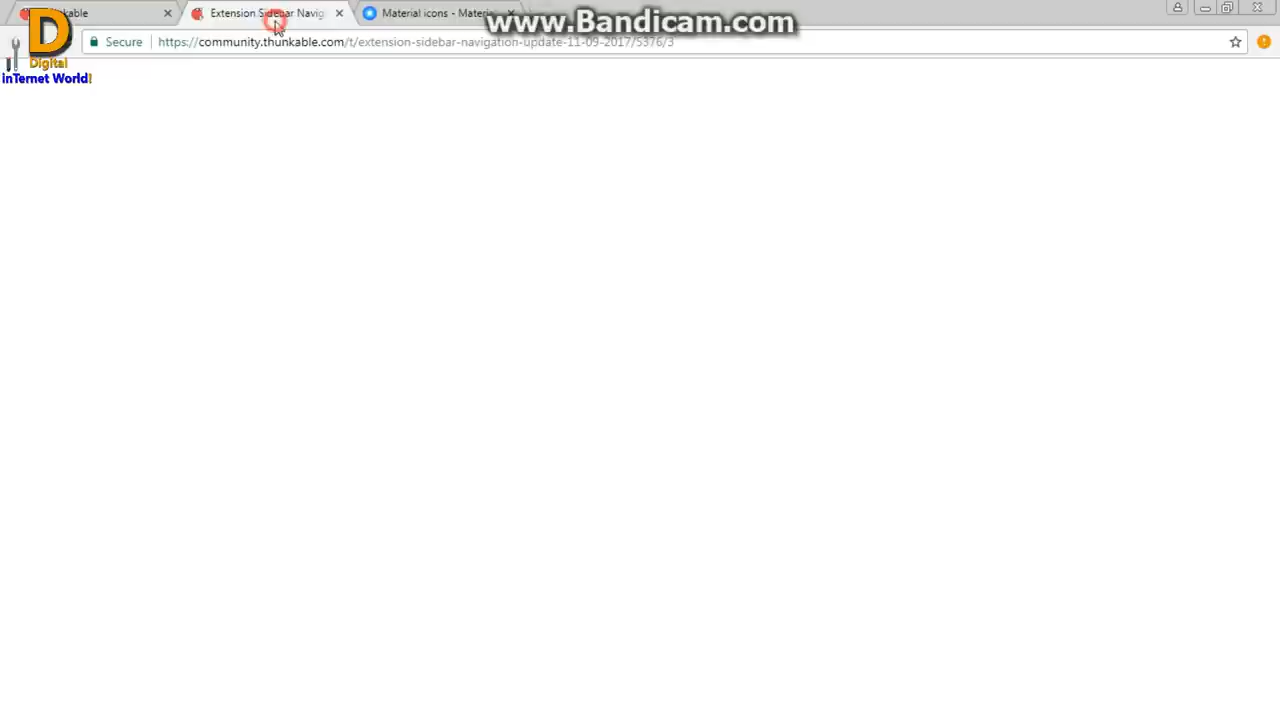 Extension Sidebar Navig
Material icons - Materi
www.Bandicam.com
Secure
https://community.thunkable.com/t/extension-sidebar-navigation-update-11-09-2017/5376/3
D
Digital
inTernet World!